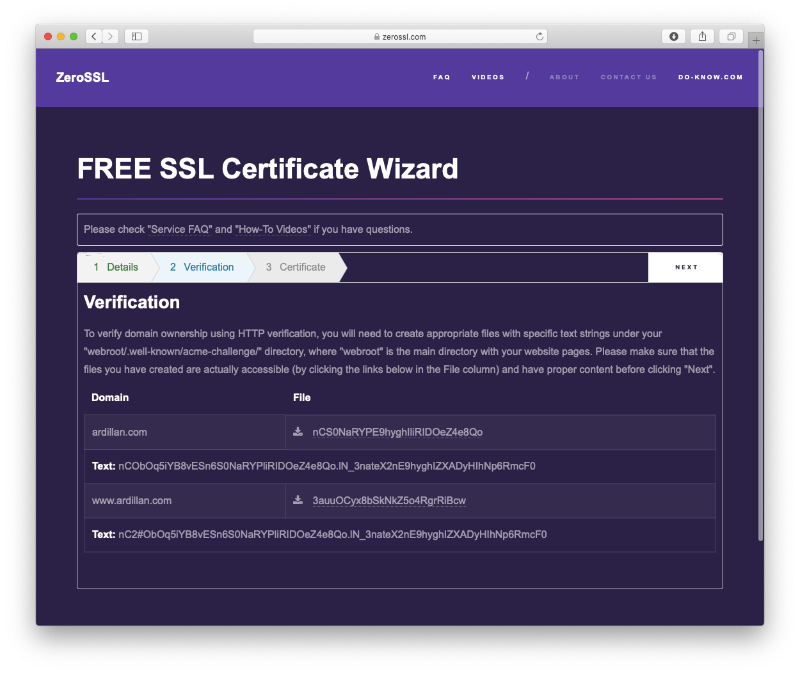 zerossl.com
ZeroSSL
FAQ VIDEOS / ABOUT CONTACT US DO-KNOW.COM
FREE SSL Certificate Wizard
Please check "Service FAQ" and "How-To Videos" if you have questions.
1 Details 2 Verification 3 Certificate NEXT
Verification
To verify domain ownership using HTTP verification, you will need to create appropriate files with specific text strings under your
"webroot/.well-known/acme-challenge/" directory, where "webroot" is the main directory with your website pages. Please make sure that the
files you have created are actually accessible (by clicking the links below in the File column) and have proper content before clicking "Next".
Domain File
ardillan.com nCS0NaRYPE9hyghIliRIDOeZ4e8Qo
Text: nCObOq5iYB8vESn6S0NaRYPliRIDOeZ4e8Qo.IN_3nateX2nE9hyghIZXADyHIhNp6RmcF0
www.ardillan.com 3auuOCyx8bSkNkZ5o4RgrRiBcw
Text: nC2#ObOq5iYB8vESn6S0NaRYPliRIDOeZ4e8Qo.IN_3nateX2nE9hyghIZXADyHIhNp6RmcF0